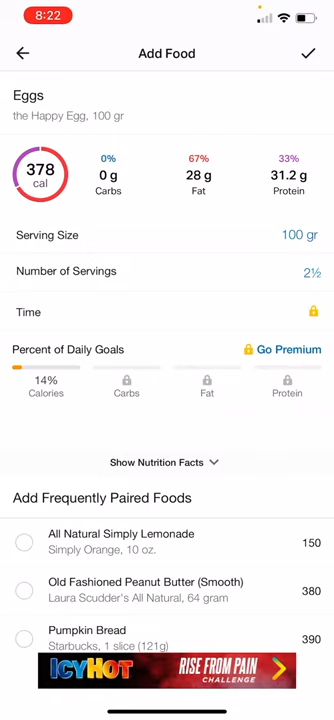 8:22
Add Food
Eggs
the Happy Egg, 100 gr
378
cal
0%
0 g
Carbs
67%
28 g
Fat
33%
31.2 g
Protein
Serving Size
100 gr
Number of Servings
2½
Time
Percent of Daily Goals
Go Premium
14%
Calories
Carbs
Fat
Protein
Show Nutrition Facts
Add Frequently Paired Foods
All Natural Simply Lemonade
150
Simply Orange, 10 oz.
Old Fashioned Peanut Butter (Smooth)
380
Laura Scudder's All Natural, 64 gram
Pumpkin Bread
390
Starbucks, 1 slice (121g)
ICYHOT
RISE FROM PAIN
CHALLENGE